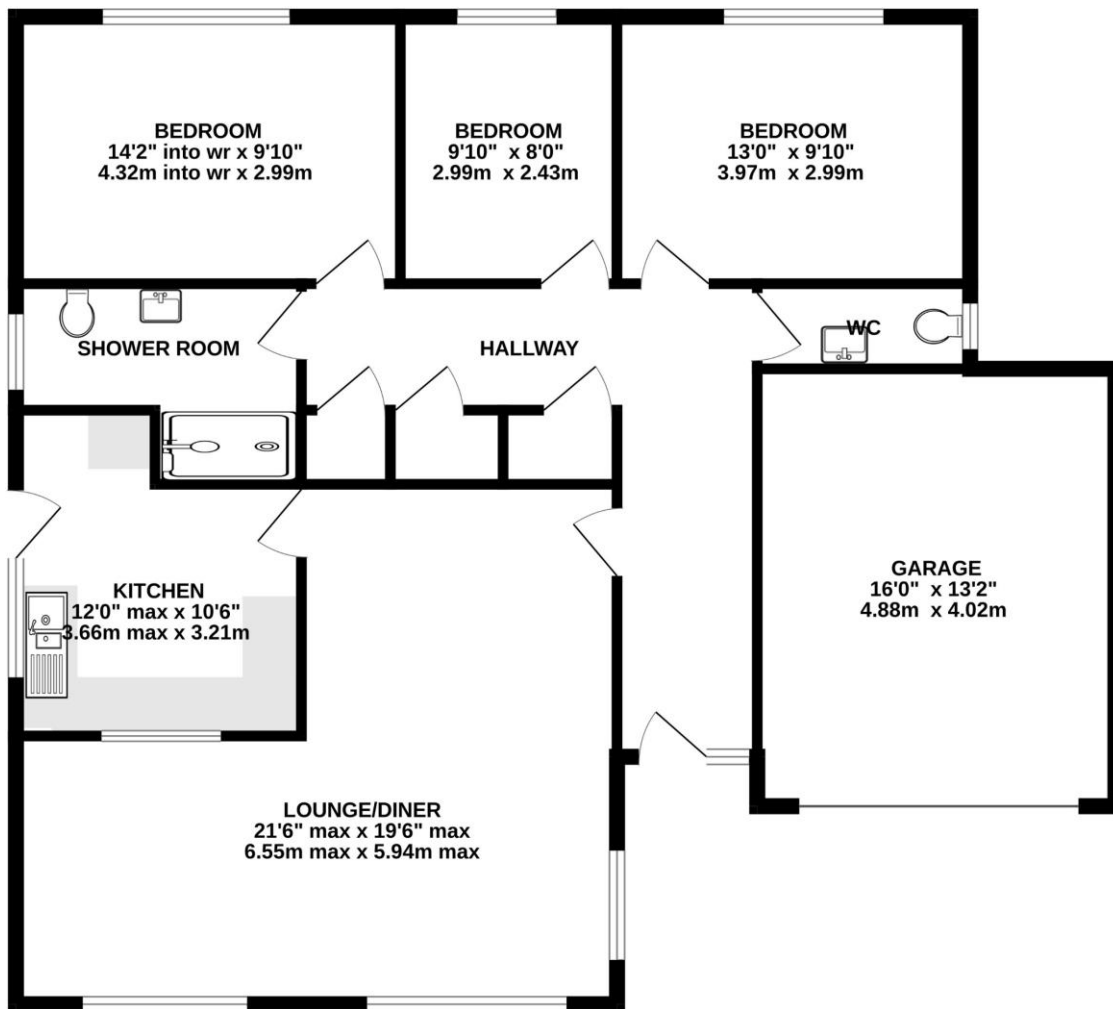 BEDROOM
14'2" into wr x 9'10"
4.32m into wr x 2.99m
BEDROOM
9'10" x 8'0"
2.99m x 2.43m
BEDROOM
13'0" x 9'10"
3.97m x 2.99m
SHOWER ROOM
HALLWAY
WC
KITCHEN
12'0" max x 10'6"
3.66m max x 3.21m
GARAGE
16'0" x 13'2"
4.88m x 4.02m
LOUNGE/DINER
21'6" max x 19'6" max
6.55m max x 5.94m max